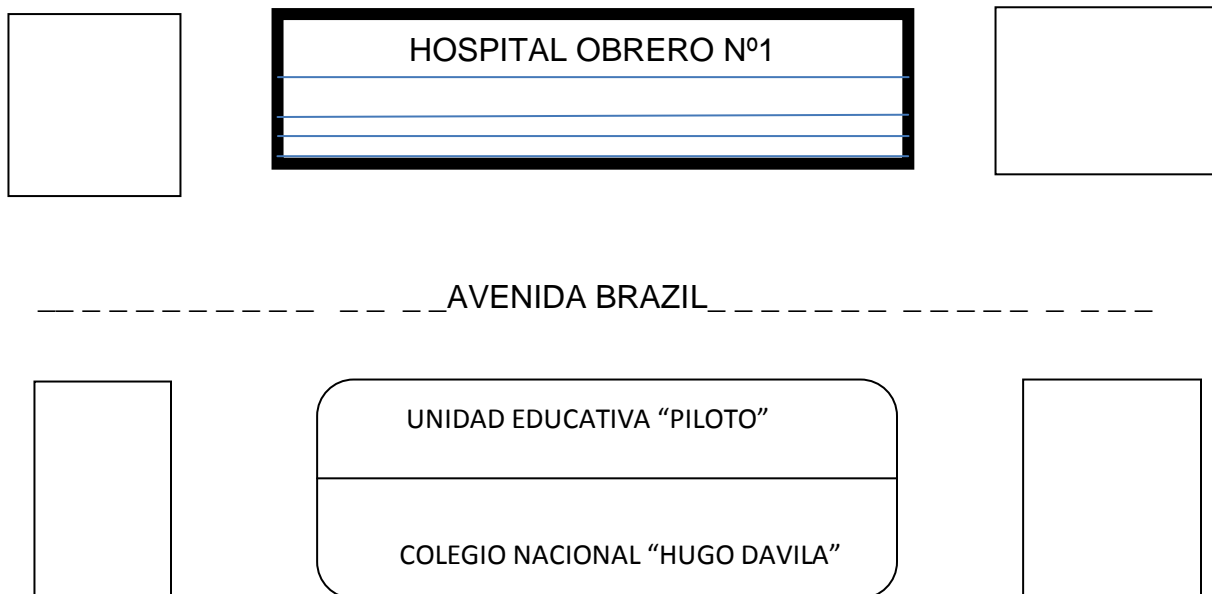 HOSPITAL OBRERO Nº1
__ _ _ _ _ _ _ _ _ _ _ _ _ _AVENIDA BRAZIL_ _ _ _ _ _ _ _ _ _ _ _ _ _ _ _
UNIDAD EDUCATIVA “PILOTO”
COLEGIO NACIONAL “HUGO DAVILA”